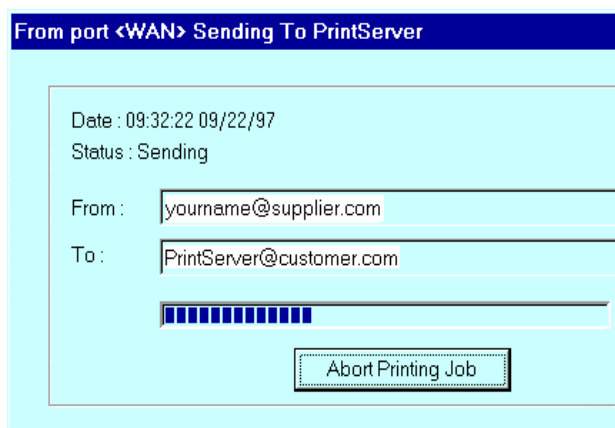 From port <WAN> Sending To PrintServer
Date : 09:32:22 09/22/97
Status : Sending
From : yourname@supplier.com
To : PrintServer@customer.com
Abort Printing Job